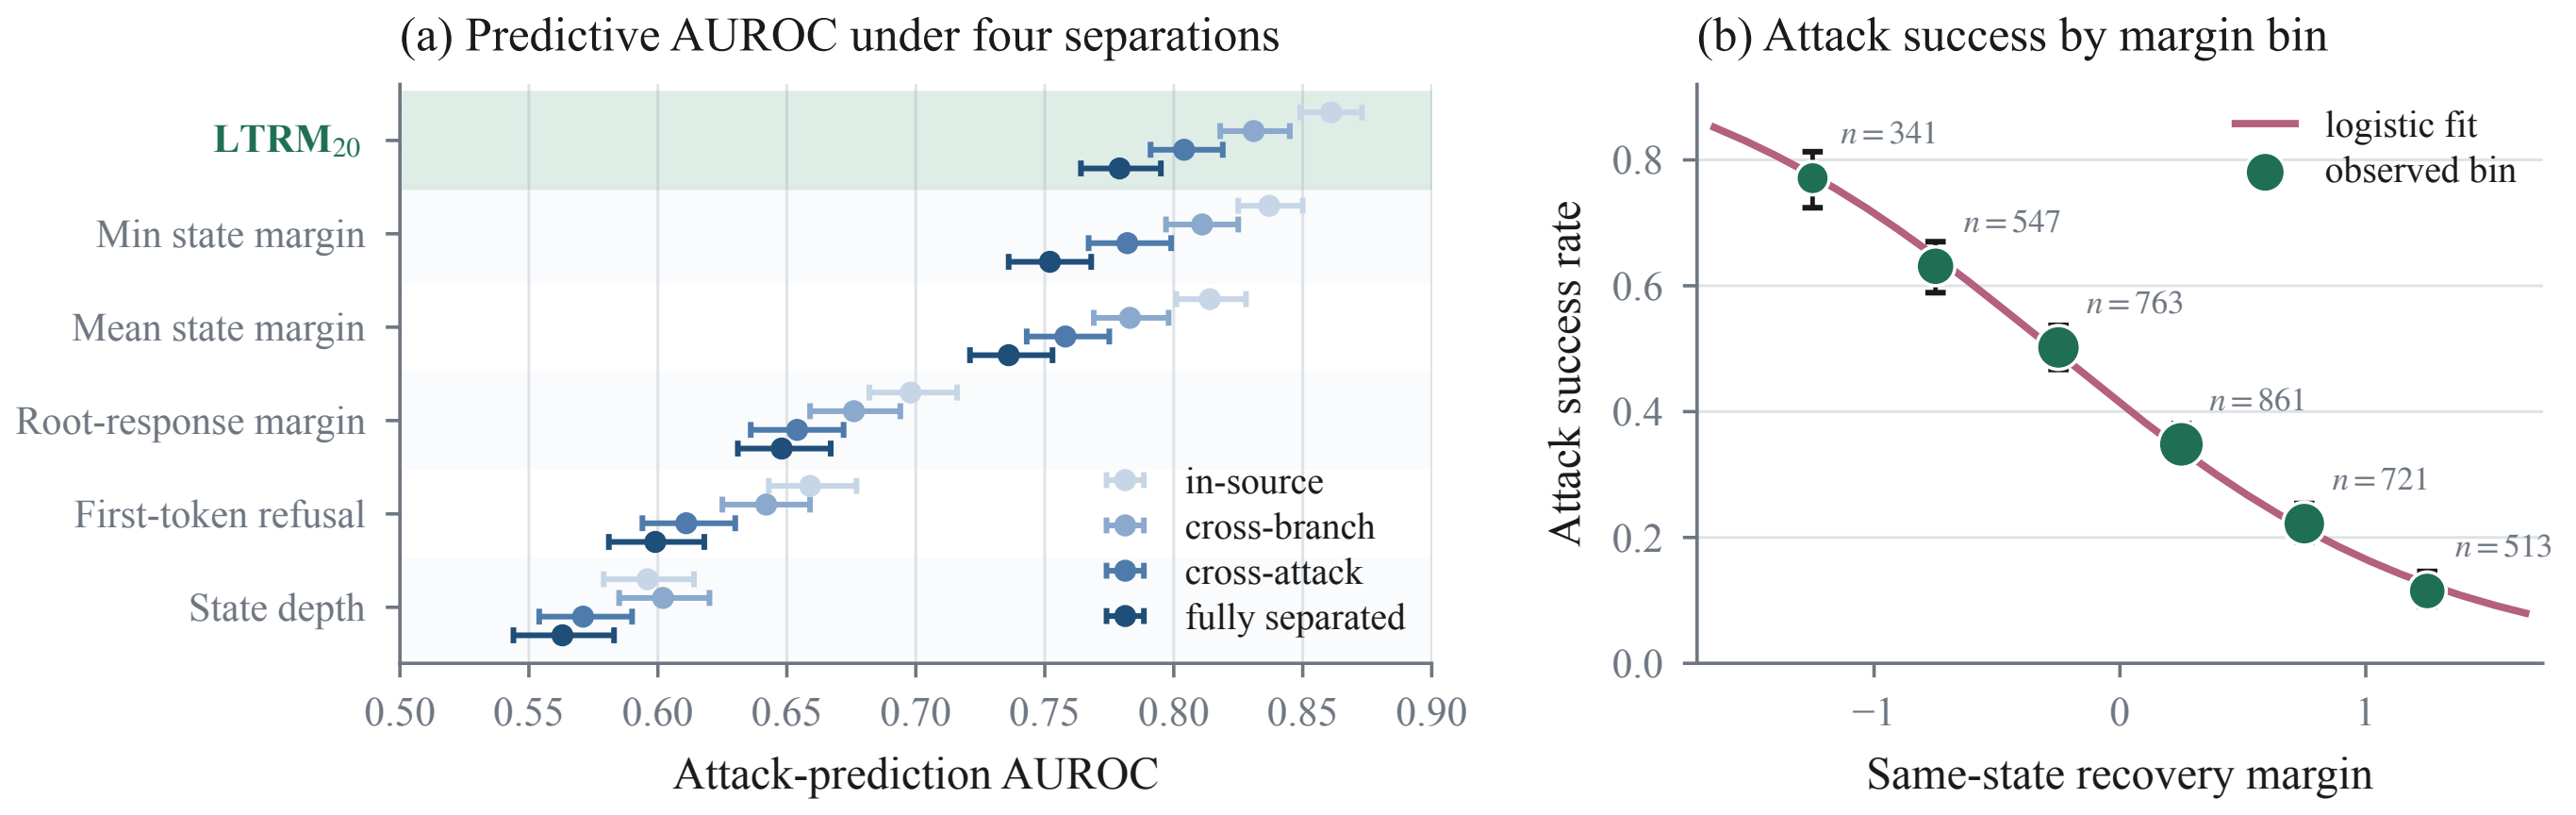 (a) Predictive AUROC under four separations
LTRM20
Min state margin
Mean state margin
Root-response margin
First-token refusal
State depth
in-source
cross-branch
cross-attack
fully separated
0.50 0.55 0.60 0.65 0.70 0.75 0.80 0.85 0.90
Attack-prediction AUROC
(b) Attack success by margin bin
logistic fit
observed bin
n=341
n=547
n=763
n=861
n=721
n=513
Attack success rate
0.8
0.6
0.4
0.2
0.0
−1 0 1
Same-state recovery margin